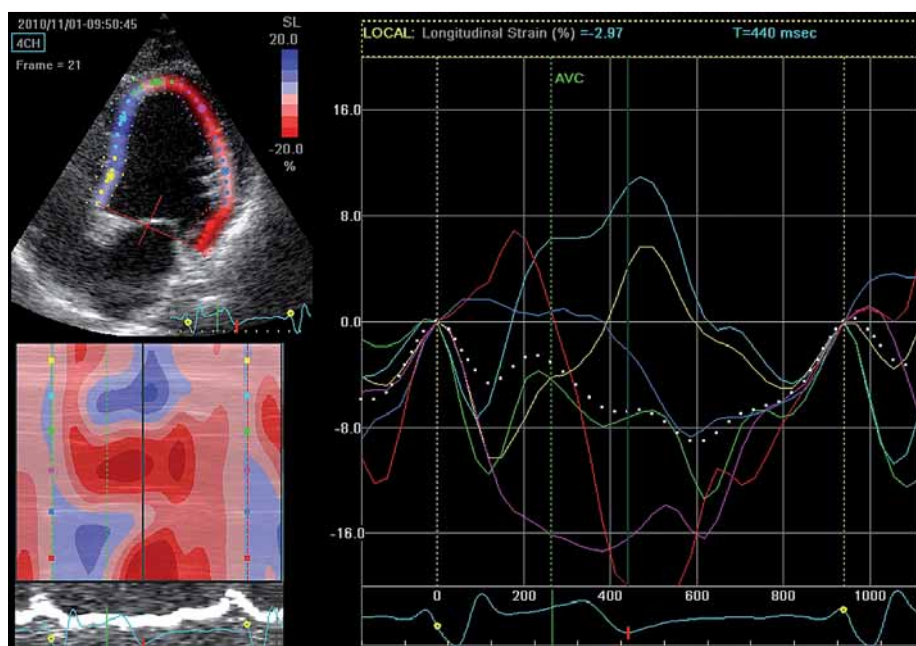 2010/11/01-09:50:45
4CH
Frame = 21
SL
20.0
-20.0
%
LOCAL: Longitudinal Strain (%) =-2.97 T=440 msec
AVC
16.0
8.0
0.0
-8.0
-16.0
0 200 400 600 800 1000